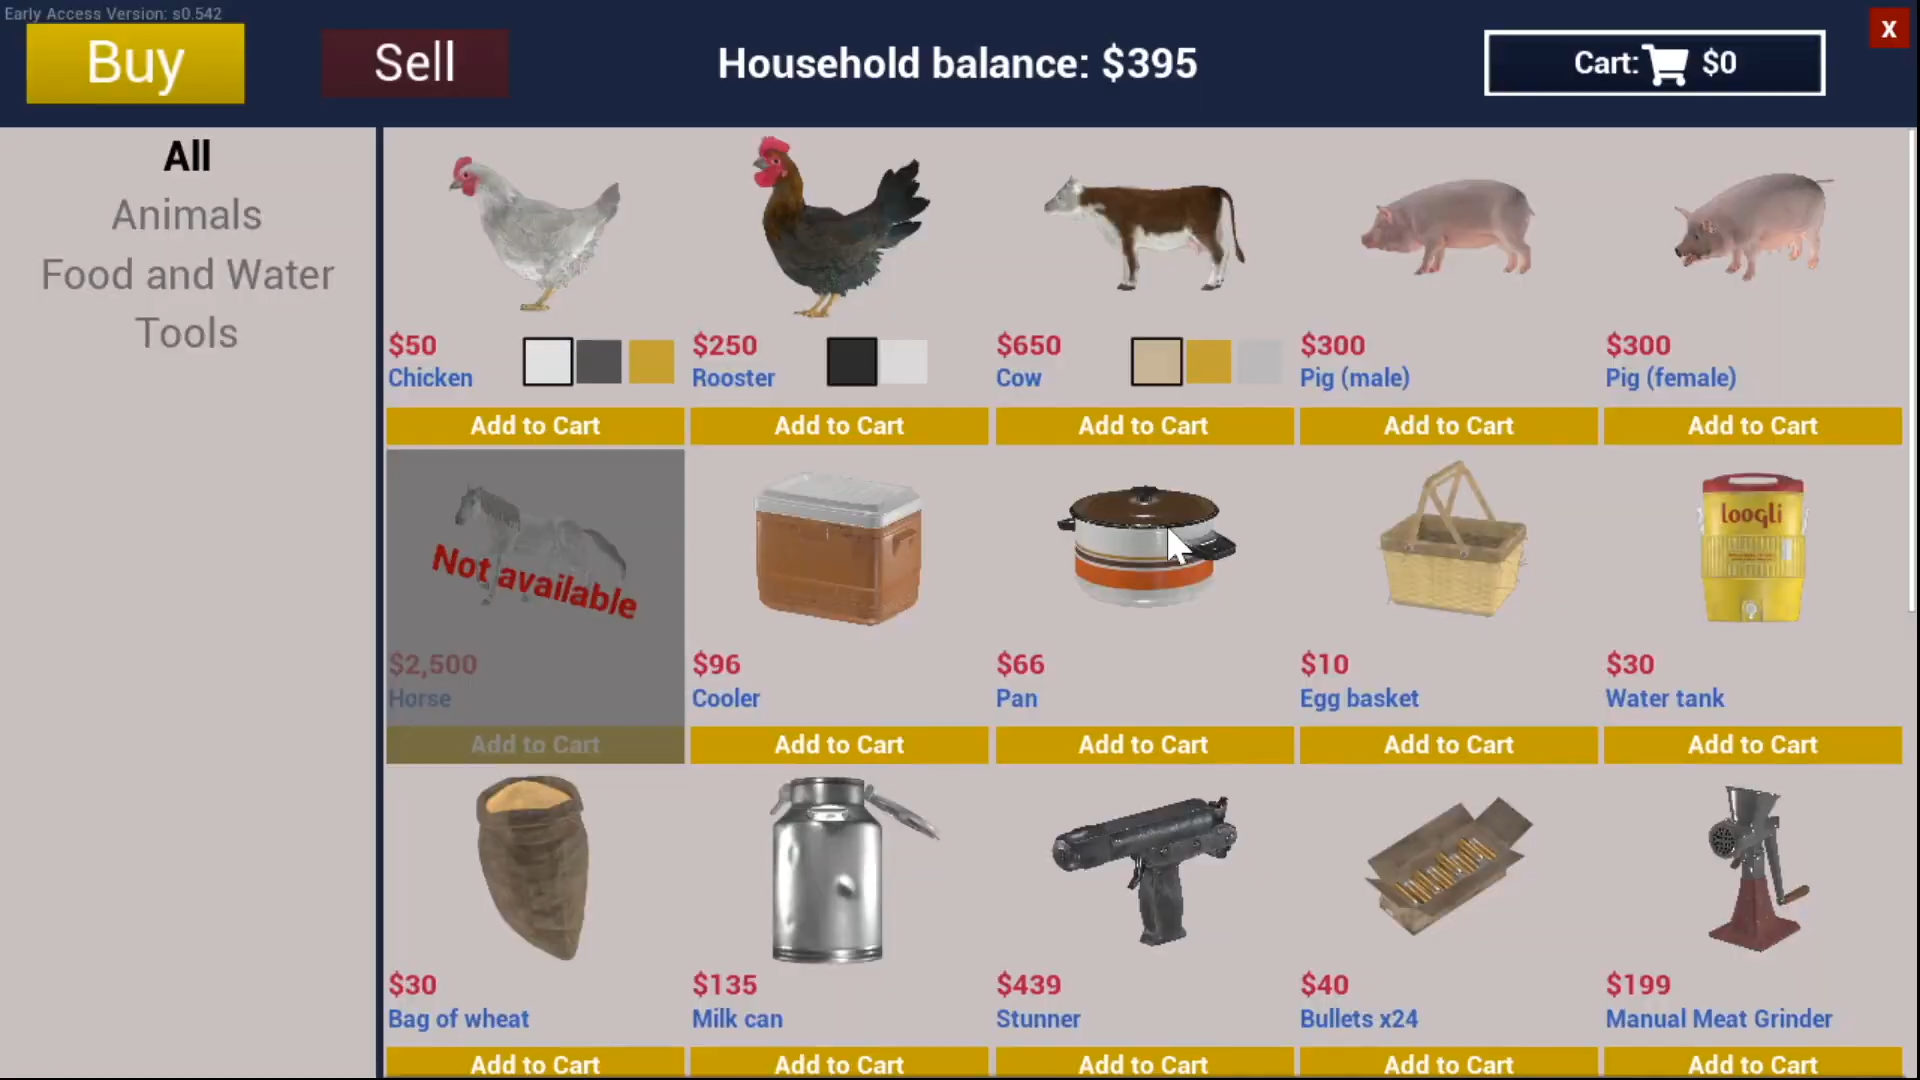 Early Access Version: s0.542
Buy
Sell
Household balance: $395
Cart: $0
X
All
Animals
Food and Water
Tools
$50
Chicken
Add to Cart
$250
Rooster
Add to Cart
$650
Cow
Add to Cart
$300
Pig (male)
Add to Cart
$300
Pig (female)
Add to Cart
Not available
$2,500
Horse
Add to Cart
$96
Cooler
Add to Cart
$66
Pan
Add to Cart
$10
Egg basket
Add to Cart
loogli
$30
Water tank
Add to Cart
$30
Bag of wheat
Add to Cart
$135
Milk can
Add to Cart
$439
Stunner
Add to Cart
$40
Bullets x24
Add to Cart
$199
Manual Meat Grinder
Add to Cart